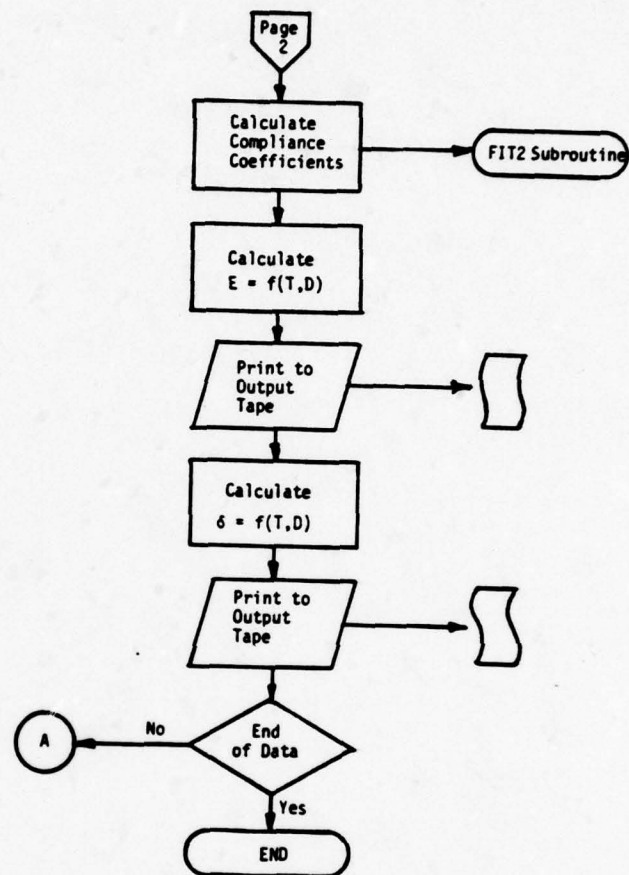 Page
2
Calculate
Compliance
Coefficients
FIT2 Subroutine
Calculate
E = f(T,D)
Print to
Output
Tape
Calculate
δ = f(T,D)
Print to
Output
Tape
End
of Data
No
A
Yes
END